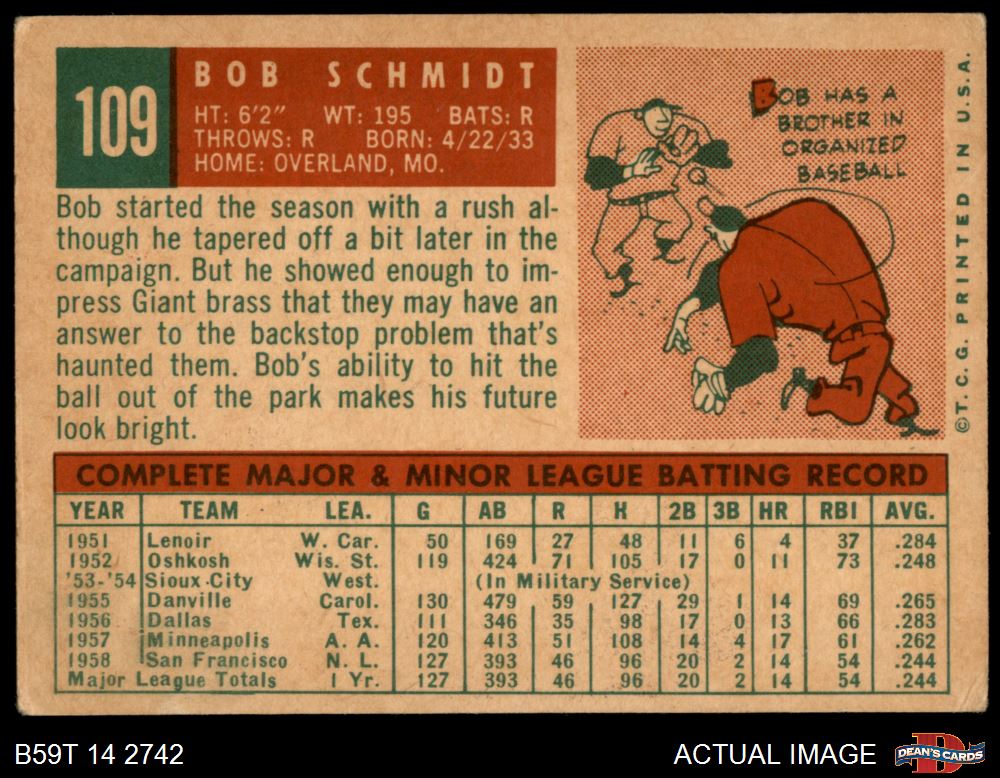 109
BOB SCHMIDT
HT: 6'2" WT: 195 BATS: R
THROWS: R BORN: 4/22/33
HOME: OVERLAND, MO.
Bob started the season with a rush al-
though he tapered off a bit later in the
campaign. But he showed enough to im-
press Giant brass that they may have an
answer to the backstop problem that's
haunted them. Bob's ability to hit the
ball out of the park makes his future
look bright.
BOB HAS A
BROTHER IN
ORGANIZED
BASEBALL
©T. C. G. PRINTED IN U.S.A.
COMPLETE MAJOR & MINOR LEAGUE BATTING RECORD
YEAR TEAM LEA. G AB R H 2B 3B HR RBI AVG.
1951 Lenoir W. Car. 50 169 27 48 11 6 4 37 .284
1952 Oshkosh Wis. St. 119 424 71 105 17 0 11 73 .248
'53-'54 Sioux City West. (In Military Service)
1955 Danville Carol. 130 479 59 127 29 1 14 69 .265
1956 Dallas Tex. 111 346 35 98 17 0 13 66 .283
1957 Minneapolis A. A. 120 413 51 108 14 4 17 61 .262
1958 San Francisco N. L. 127 393 46 96 20 2 14 54 .244
Major League Totals 1 Yr. 127 393 46 96 20 2 14 54 .244
B59T 14 2742
ACTUAL IMAGE
D
DEAN'S CARDS